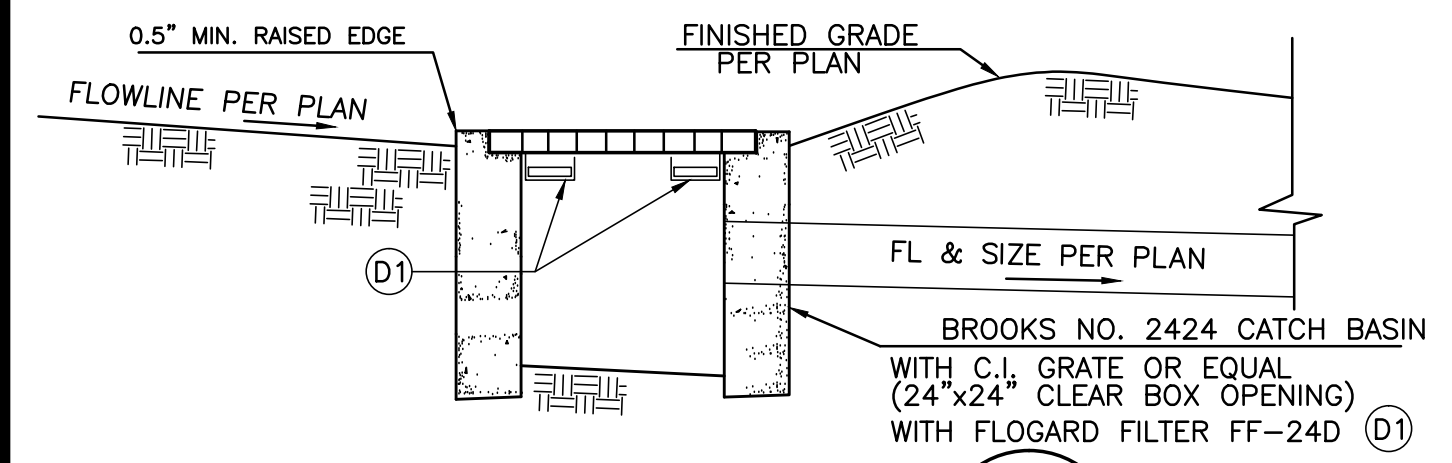 0.5” MIN. RAISED EDGE
FINISHED GRADE
PER PLAN
FLOWLINE PER PLAN
D1
FL & SIZE PER PLAN
BROOKS NO. 2424 CATCH BASIN
WITH C.I. GRATE OR EQUAL
(24”x24” CLEAR BOX OPENING)
WITH FLOGARD FILTER FF–24D D1